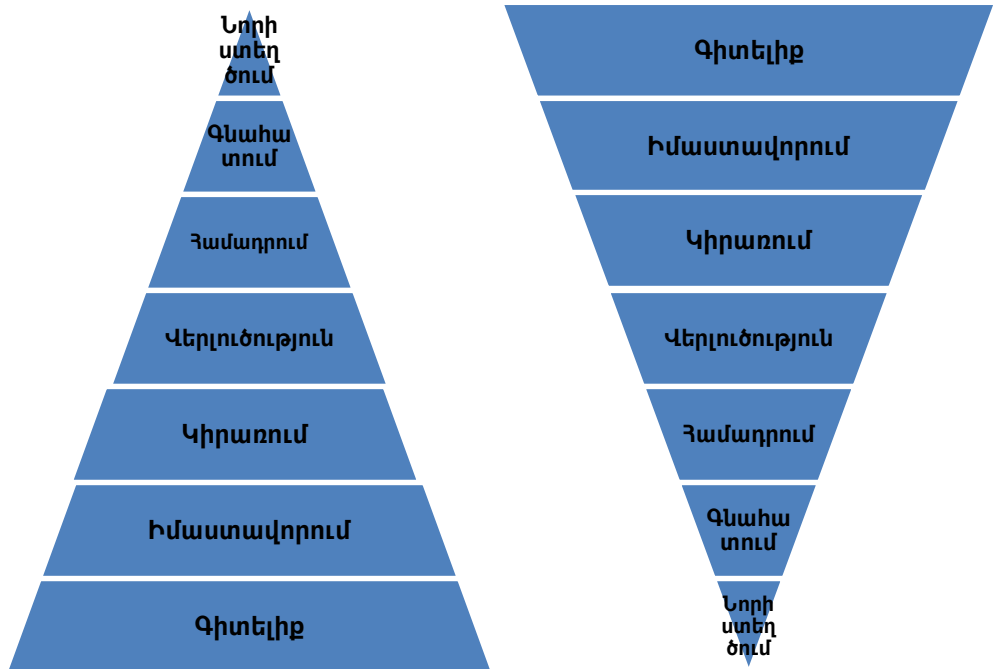 Նորի
ստեղ
ծում
Գնահա
տում
Համադրում
Վերլուծություն
Կիրառում
Իմաստավորում
Գիտելիք
Գիտելիք
Իմաստավորում
Կիրառում
Վերլուծություն
Համադրում
Գնահա
տում
Նորի
ստեղ
ծում